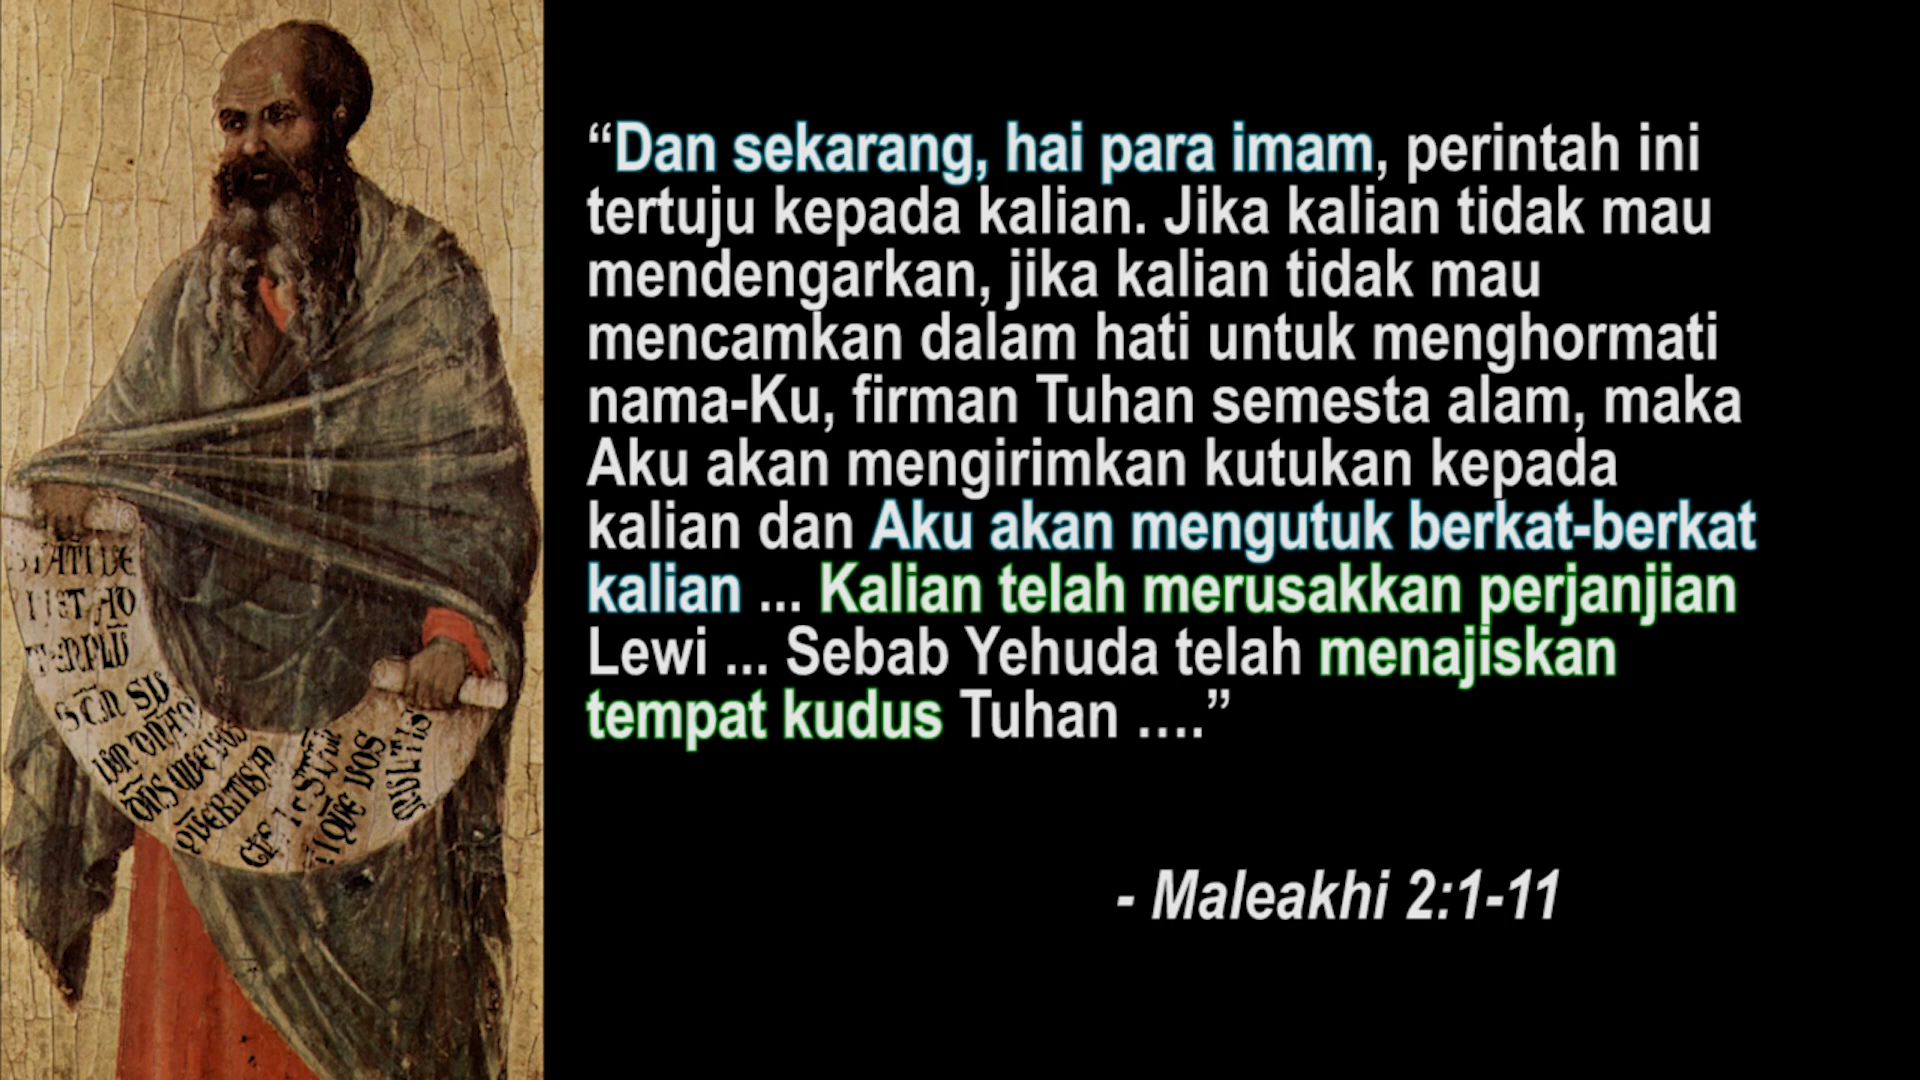 “Dan sekarang, hai para imam, perintah ini
tertuju kepada kalian. Jika kalian tidak mau
mendengarkan, jika kalian tidak mau
mencamkan dalam hati untuk menghormati
nama-Ku, firman Tuhan semesta alam, maka
Aku akan mengirimkan kutukan kepada
kalian dan Aku akan mengutuk berkat-berkat
kalian ... Kalian telah merusakkan perjanjian
Lewi ... Sebab Yehuda telah menajiskan
tempat kudus Tuhan ....”
- Maleakhi 2:1-11